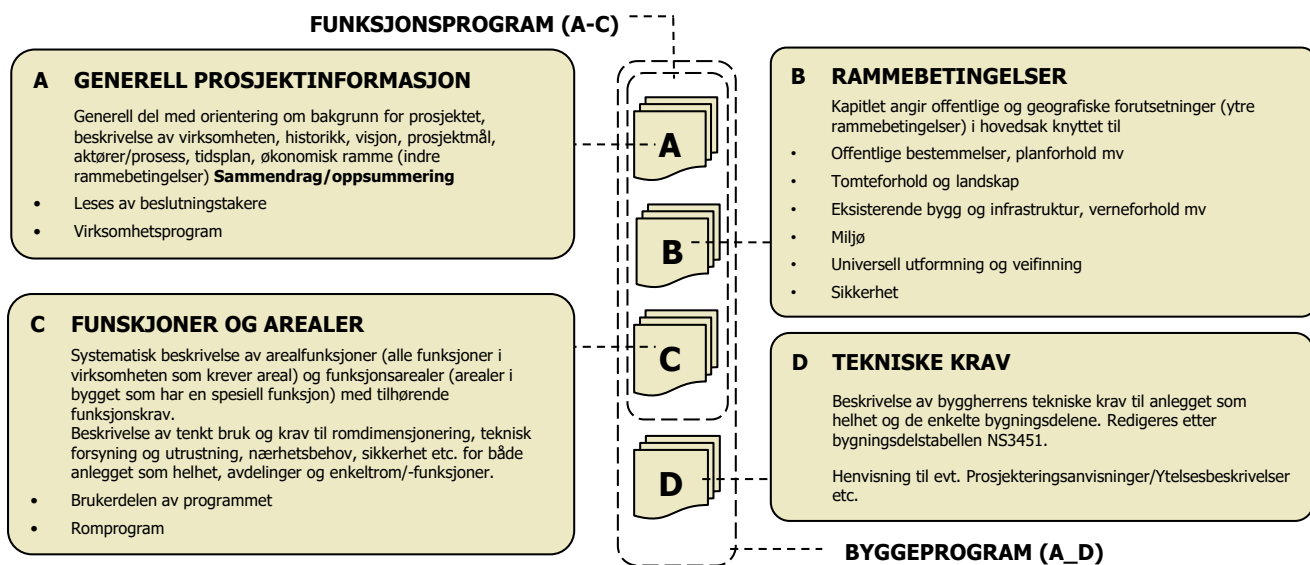 FUNKSJONSPROGRAM (A-C)
A GENERELL PROSJEKTINFORMASJON
Generell del med orientering om bakgrunn for prosjektet,
beskrivelse av virksomheten, historikk, visjon, prosjektmål,
aktører/prosess, tidsplan, økonomisk ramme (indre
rammebetingelser) Sammendrag/oppsummering
• Leses av beslutningstakere
• Virksomhetsprogram
B RAMMEBETINGELSER
Kapitlet angir offentlige og geografiske forutsetninger (ytre
rammebetingelser) i hovedsak knyttet til
• Offentlige bestemmelser, planforhold mv
• Tomteforhold og landskap
• Eksisterende bygg og infrastruktur, verneforhold mv
• Miljø
• Universell utformning og veifinning
• Sikkerhet
A
B
C
D
C FUNSKJONER OG AREALER
Systematisk beskrivelse av arealfunksjoner (alle funksjoner i
virksomheten som krever areal) og funksjonsarealer (arealer i
bygget som har en spesiell funksjon) med tilhørende
funksjonskrav.
Beskrivelse av tenkt bruk og krav til romdimensjonering, teknisk
forsyning og utrustning, nærhetsbehov, sikkerhet etc. for både
anlegget som helhet, avdelinger og enkeltrom/-funksjoner.
• Brukerdelen av programmet
• Romprogram
D TEKNISKE KRAV
Beskrivelse av byggherrens tekniske krav til anlegget som
helhet og de enkelte bygningsdelene. Redigeres etter
bygningsdelstabellen NS3451.
Henvisning til evt. Prosjekteringsanvisninger/Ytelsesbeskrivelser
etc.
BYGGEPROGRAM (A_D)